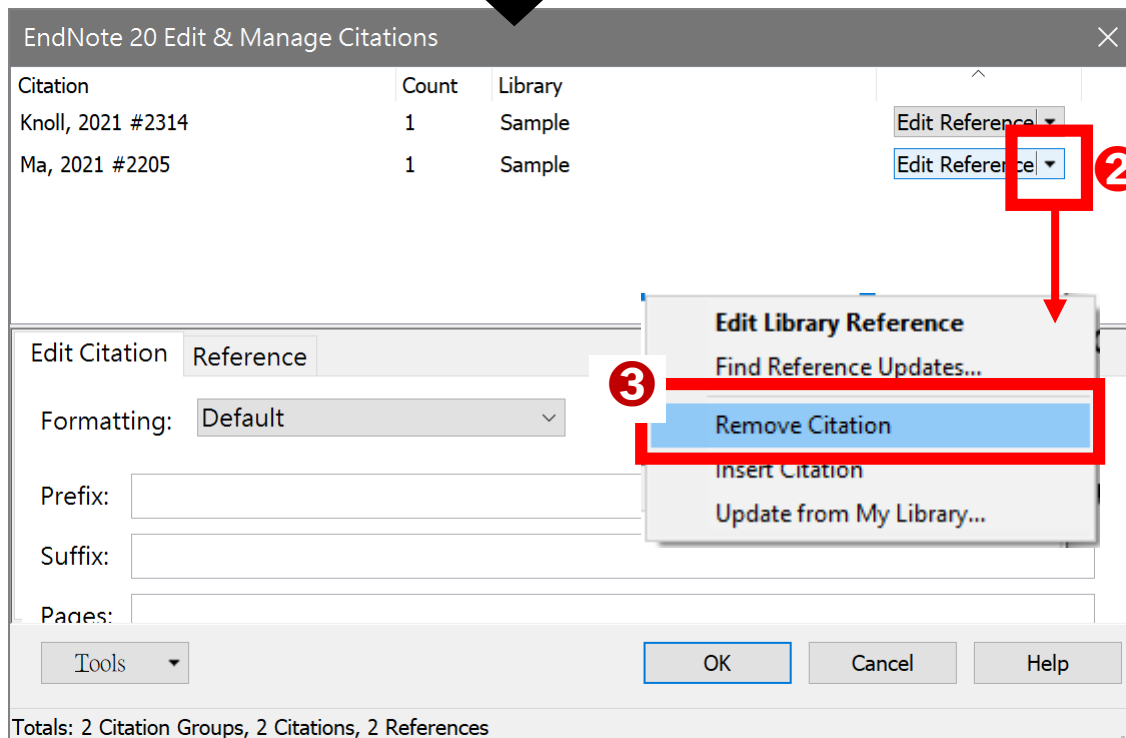 EndNote 20 Edit & Manage Citations
Citation Count Library
Knoll, 2021 #2314 1 Sample Edit Reference
Ma, 2021 #2205 1 Sample Edit Reference
❷
Edit Library Reference
Find Reference Updates...
❸
Remove Citation
Insert Citation
Update from My Library...
Edit Citation Reference
Formatting: Default
Prefix:
Suffix:
Pages:
Tools OK Cancel Help
Totals: 2 Citation Groups, 2 Citations, 2 References